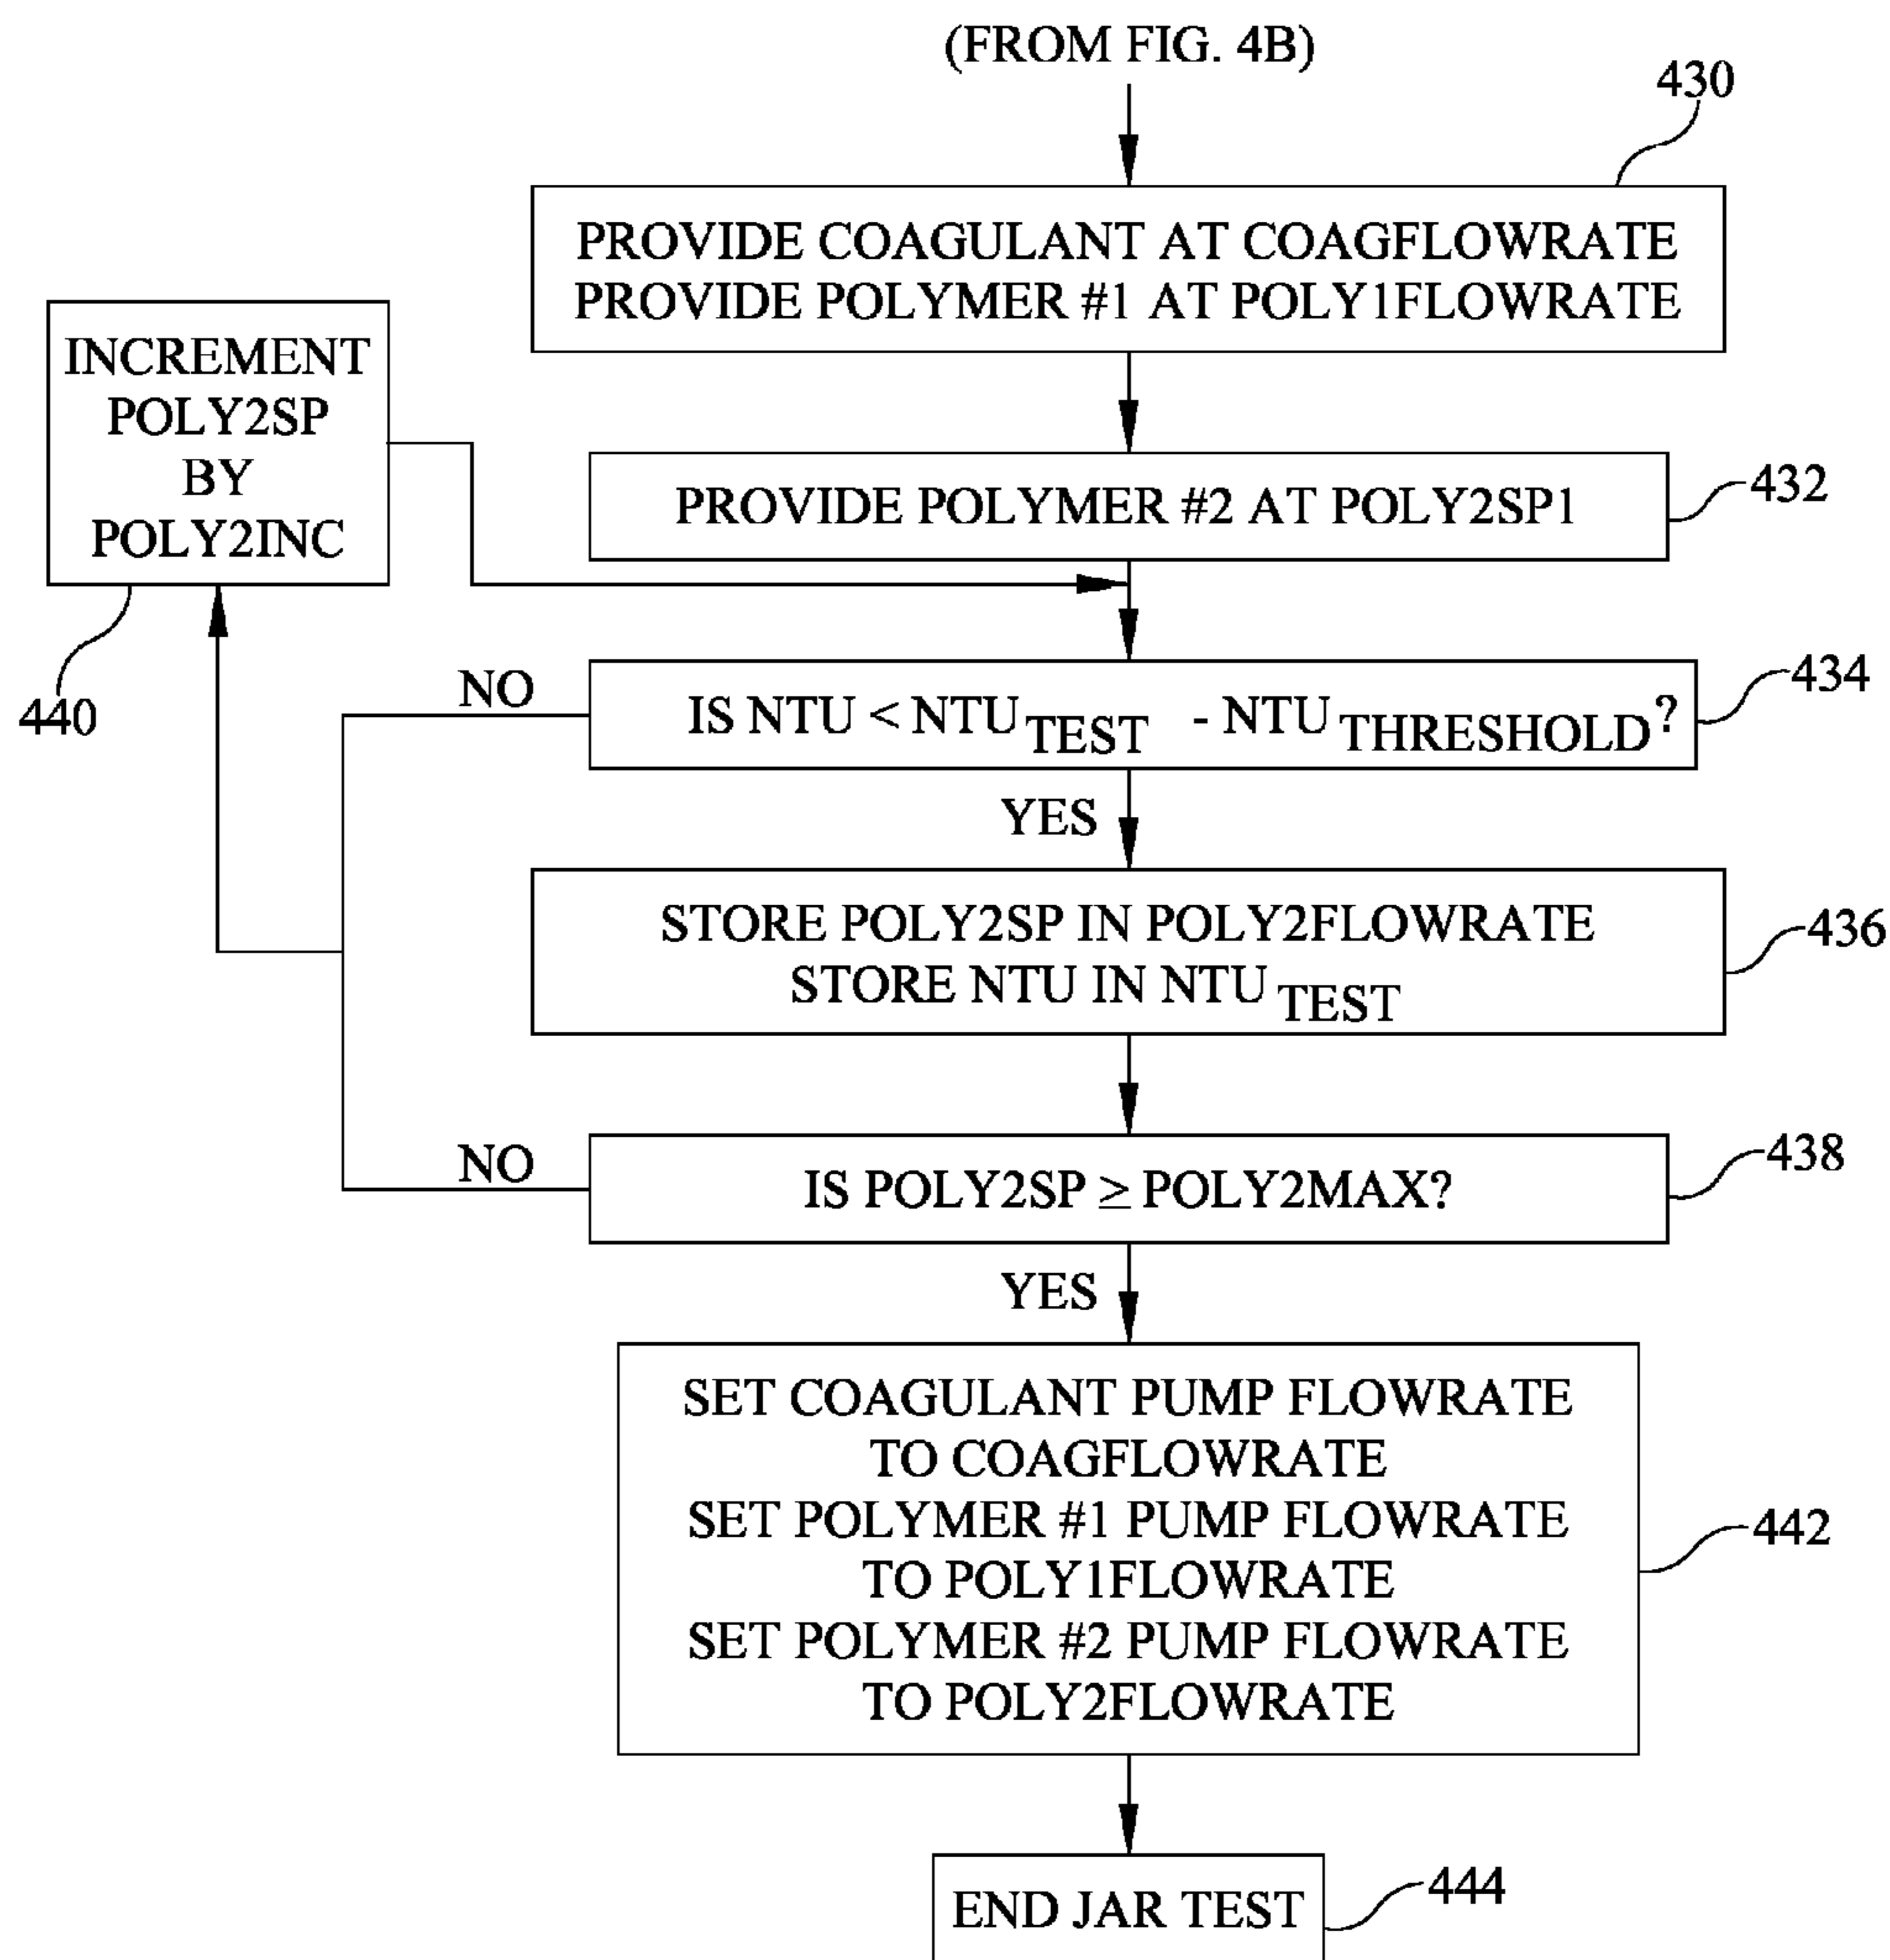 (FROM FIG. 4B)
430
PROVIDE COAGULANT AT COAGFLOWRATE
PROVIDE POLYMER #1 AT POLY1FLOWRATE
INCREMENT
POLY2SP
BY
POLY2INC
440
PROVIDE POLYMER #2 AT POLY2SP1
432
NO
IS NTU < NTU TEST - NTU THRESHOLD?
434
YES
STORE POLY2SP IN POLY2FLOWRATE
STORE NTU IN NTU TEST
436
NO
IS POLY2SP ≥ POLY2MAX?
438
YES
SET COAGULANT PUMP FLOWRATE
TO COAGFLOWRATE
SET POLYMER #1 PUMP FLOWRATE
TO POLY1FLOWRATE
SET POLYMER #2 PUMP FLOWRATE
TO POLY2FLOWRATE
442
END JAR TEST
444